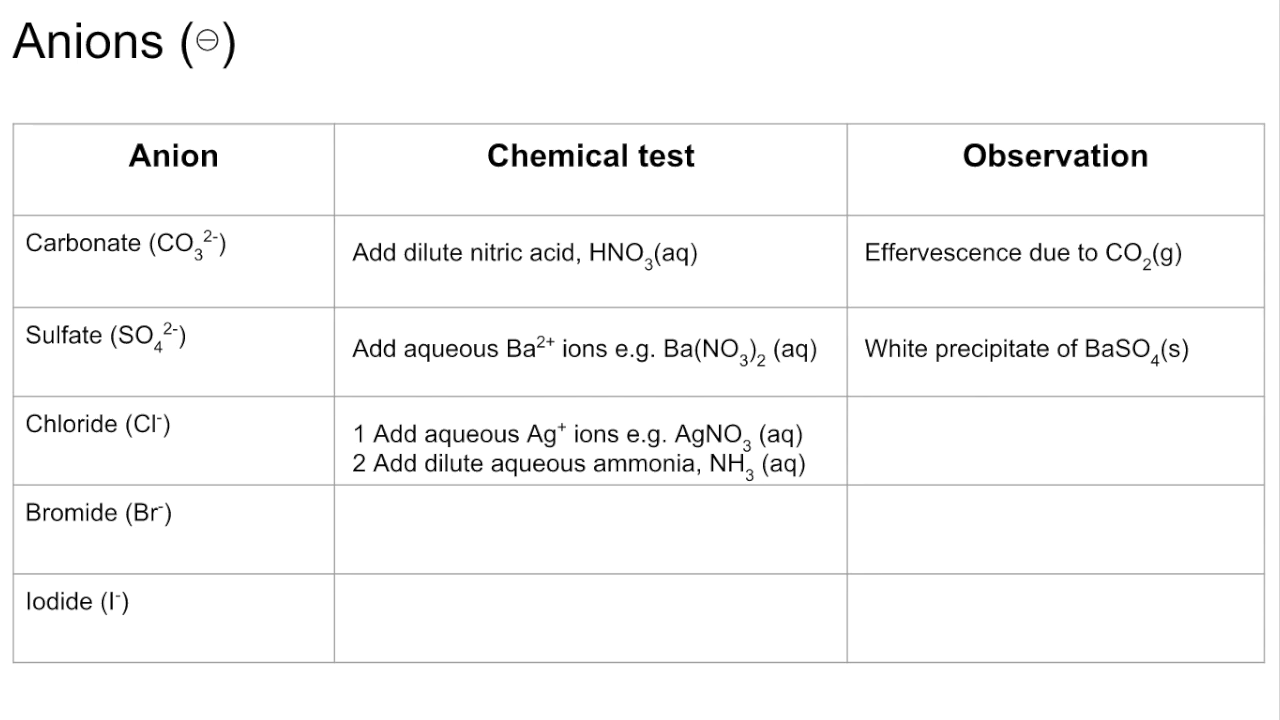 Anions (⊖)
Anion Chemical test Observation
Carbonate (CO₃²⁻) Add dilute nitric acid, HNO₃(aq) Effervescence due to CO₂(g)
Sulfate (SO₄²⁻) Add aqueous Ba²⁺ ions e.g. Ba(NO₃)₂ (aq) White precipitate of BaSO₄(s)
Chloride (Cl⁻) 1 Add aqueous Ag⁺ ions e.g. AgNO₃ (aq)
2 Add dilute aqueous ammonia, NH₃ (aq)
Bromide (Br⁻)
Iodide (I⁻)